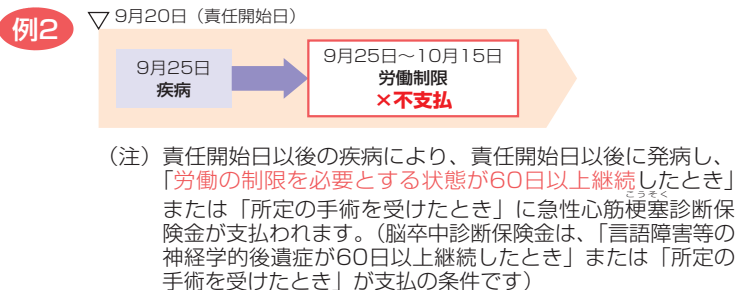 例2
▽ 9月20日（責任開始日）
9月25日
疾病
9月25日～10月15日
労働制限
×不支払
（注）責任開始日以後の疾病により、責任開始日以後に発病し、
「労働の制限を必要とする状態が60日以上継続したとき」
こうそく
または「所定の手術を受けたとき」に急性心筋梗塞診断保
険金が支払われます。（脳卒中診断保険金は、「言語障害等の
神経学的後遺症が60日以上継続したとき」または「所定の
手術を受けたとき」が支払の条件です）